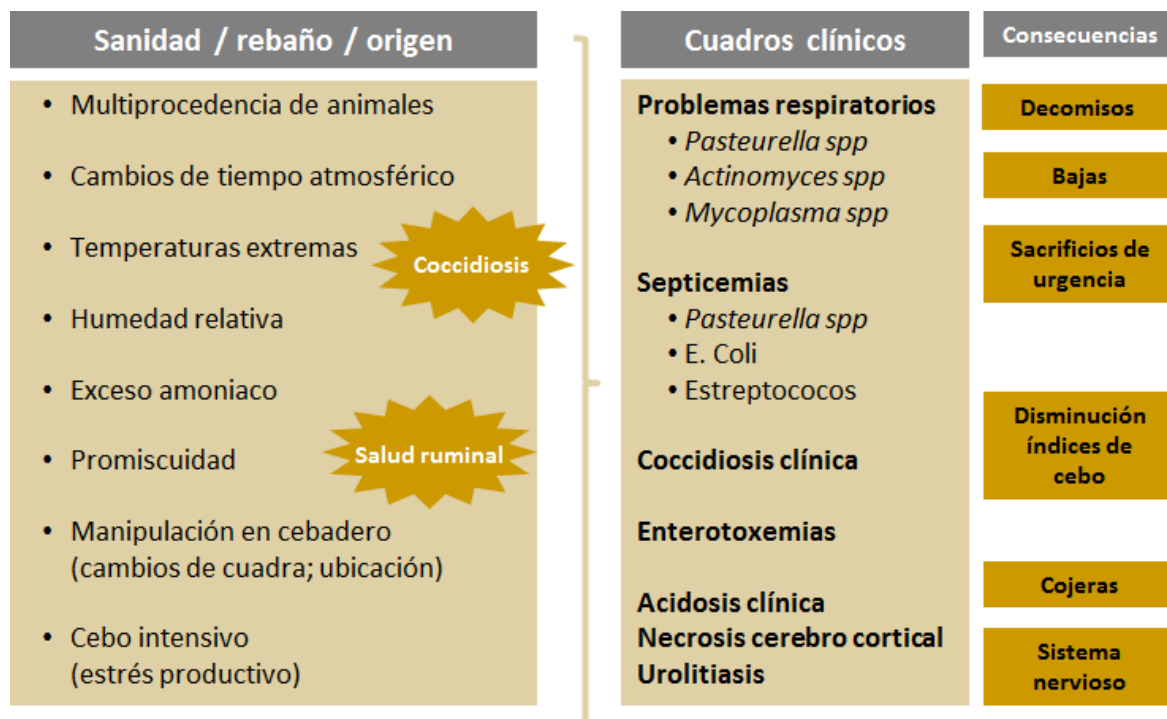 Sanidad / rebaño / origen
• Multiprocedencia de animales
• Cambios de tiempo atmosférico
• Temperaturas extremas
Coccidiosis
• Humedad relativa
• Exceso amoniaco
• Promiscuidad
Salud ruminal
• Manipulación en cebadero
(cambios de cuadra; ubicación)
• Cebo intensivo
(estrés productivo)
Cuadros clínicos
Problemas respiratorios
• Pasteurella spp
• Actinomyces spp
• Mycoplasma spp
Septicemias
• Pasteurella spp
• E. Coli
• Estreptococos
Coccidiosis clínica
Enterotoxemias
Acidosis clínica
Necrosis cerebro cortical
Urolitiasis
Consecuencias
Decomisos
Bajas
Sacrificios de
urgencia
Disminución
índices de
cebo
Cojeras
Sistema
nervioso